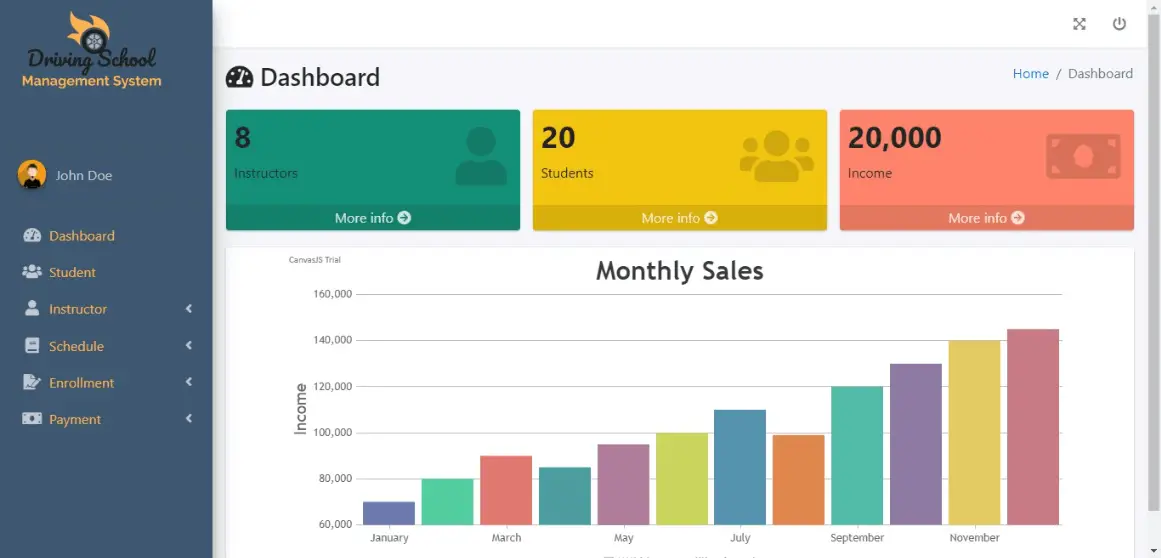 Driving School
Management System
John Doe
Dashboard
Student
Instructor
Schedule
Enrollment
Payment
Dashboard
Home / Dashboard
8
Instructors
More info
20
Students
More info
20,000
Income
More info
CanvasJS Trial
Monthly Sales
Income
160,000
140,000
120,000
100,000
80,000
60,000
January
March
May
July
September
November